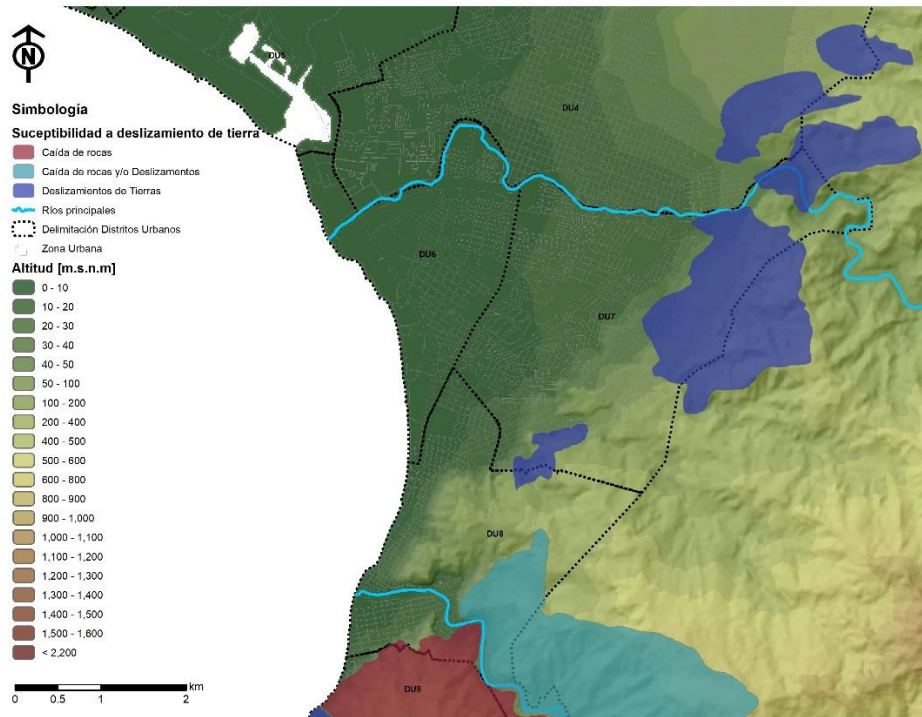 N
Simbología
Suceptibilidad a deslizamiento de tierra
Caída de rocas
Caída de rocas y/o Deslizamentos
Deslizamientos de Tierras
Ríos principales
Delimitación Distritos Urbanos
Zona Urbana
Altitud [m.s.n.m]
0 - 10
10 - 20
20 - 30
30 - 40
40 - 50
50 - 100
100 - 200
200 - 400
400 - 500
500 - 600
600 - 800
800 - 900
900 - 1,000
1,000 - 1,100
1,100 - 1,200
1,200 - 1,300
1,300 - 1,400
1,400 - 1,500
1,500 - 1,600
< 2,200
km
0 0.5 1 2
DU5
DU4
DU6
DU7
DU8
DU9